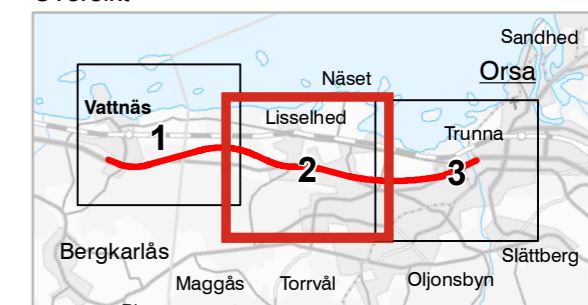 Översikt
Sandhed
Orsa
Näset
Vattnäs
Lisselhed
Trunna
1
2
3
Bergkarlås
Slättberg
Maggås
Torrvål
Oljonsbyn